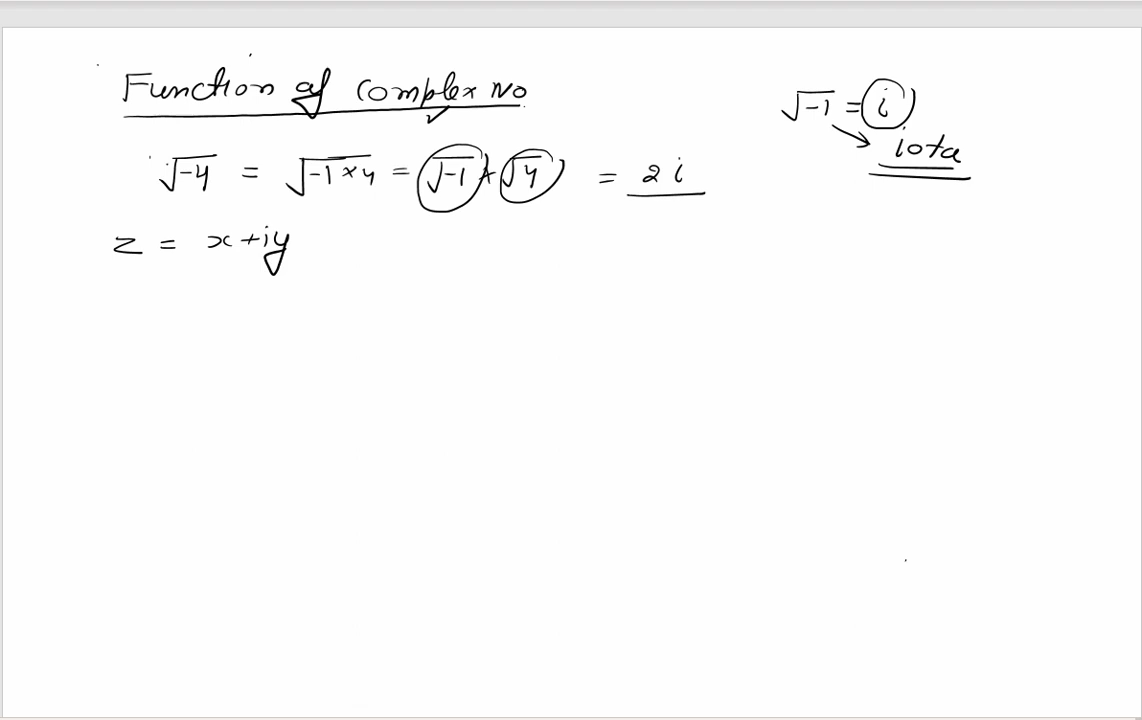 Function of complex No
√-1 = i
iota
√-4 = √-1×4 = √-1 × √4 = 2i
z = x+iy